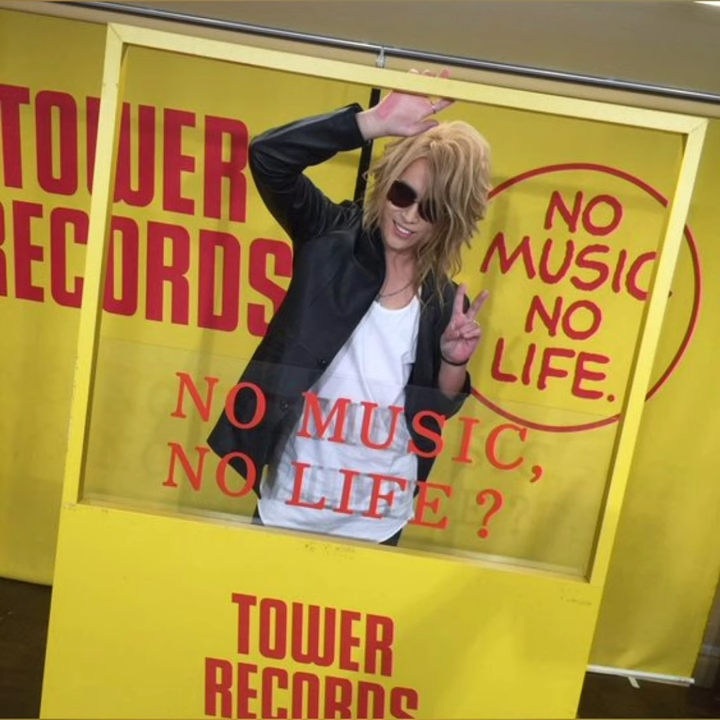 TOWER
RECORDS
NO
MUSIC
NO
LIFE.
NO MUSIC,
NO LIFE?
TOWER
RECORDS